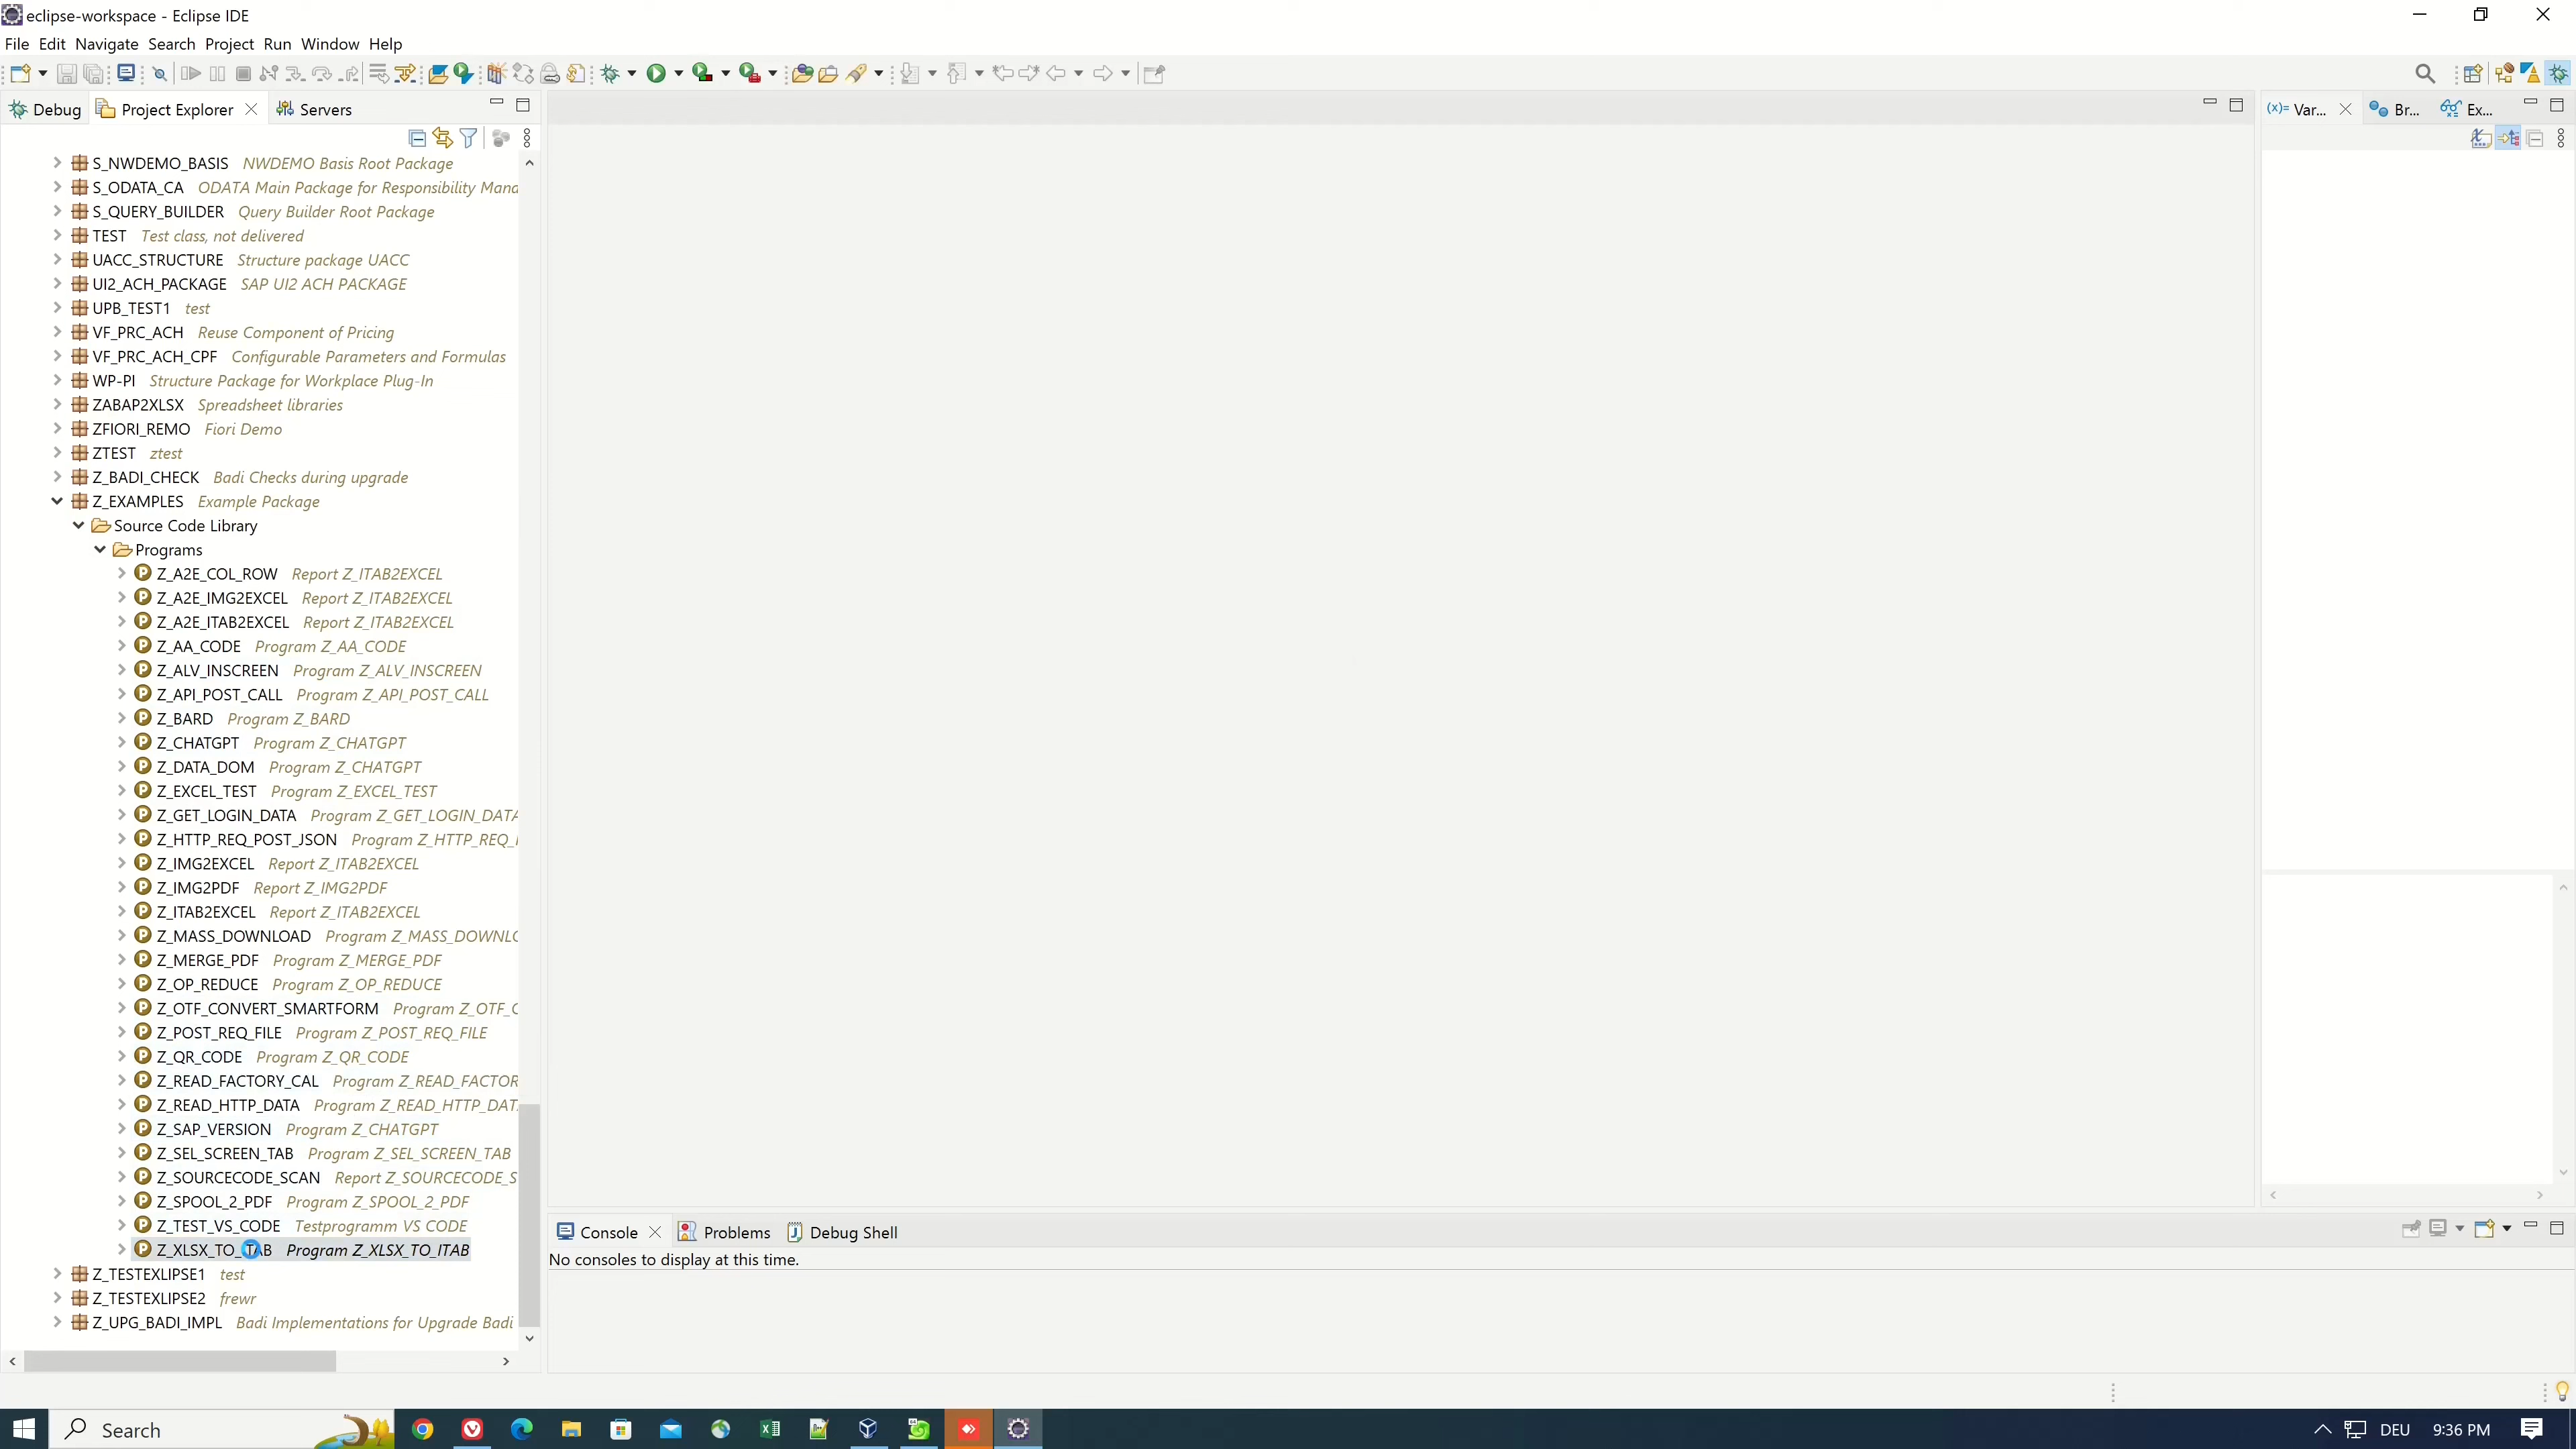 eclipse-workspace - Eclipse IDE
File Edit Navigate Search Project Run Window Help
Debug Project Explorer Servers
(x)= Var... Br... Ex...
S_NWDEMO_BASIS NWDEMO Basis Root Package
S_ODATA_CA ODATA Main Package for Responsibility Mana
S_QUERY_BUILDER Query Builder Root Package
TEST Test class, not delivered
UACC_STRUCTURE Structure package UACC
UI2_ACH_PACKAGE SAP UI2 ACH PACKAGE
UPB_TEST1 test
VF_PRC_ACH Reuse Component of Pricing
VF_PRC_ACH_CPF Configurable Parameters and Formulas
WP-PI Structure Package for Workplace Plug-In
ZABAP2XLSX Spreadsheet libraries
ZFIORI_REMO Fiori Demo
ZTEST ztest
Z_BADI_CHECK Badi Checks during upgrade
Z_EXAMPLES Example Package
Source Code Library
Programs
Z_A2E_COL_ROW Report Z_ITAB2EXCEL
Z_A2E_IMG2EXCEL Report Z_ITAB2EXCEL
Z_A2E_ITAB2EXCEL Report Z_ITAB2EXCEL
Z_AA_CODE Program Z_AA_CODE
Z_ALV_INSCREEN Program Z_ALV_INSCREEN
Z_API_POST_CALL Program Z_API_POST_CALL
Z_BARD Program Z_BARD
Z_CHATGPT Program Z_CHATGPT
Z_DATA_DOM Program Z_CHATGPT
Z_EXCEL_TEST Program Z_EXCEL_TEST
Z_GET_LOGIN_DATA Program Z_GET_LOGIN_DATA
Z_HTTP_REQ_POST_JSON Program Z_HTTP_REQ_
Z_IMG2EXCEL Report Z_ITAB2EXCEL
Z_IMG2PDF Report Z_IMG2PDF
Z_ITAB2EXCEL Report Z_ITAB2EXCEL
Z_MASS_DOWNLOAD Program Z_MASS_DOWNLO
Z_MERGE_PDF Program Z_MERGE_PDF
Z_OP_REDUCE Program Z_OP_REDUCE
Z_OTF_CONVERT_SMARTFORM Program Z_OTF_C
Z_POST_REQ_FILE Program Z_POST_REQ_FILE
Z_QR_CODE Program Z_QR_CODE
Z_READ_FACTORY_CAL Program Z_READ_FACTOR
Z_READ_HTTP_DATA Program Z_READ_HTTP_DAT
Z_SAP_VERSION Program Z_CHATGPT
Z_SEL_SCREEN_TAB Program Z_SEL_SCREEN_TAB
Z_SOURCECODE_SCAN Report Z_SOURCECODE_S
Z_SPOOL_2_PDF Program Z_SPOOL_2_PDF
Z_TEST_VS_CODE Testprogramm VS CODE
Z_XLSX_TO_ TAB Program Z_XLSX_TO_ITAB
Z_TESTEXLIPSE1 test
Z_TESTEXLIPSE2 frewr
Z_UPG_BADI_IMPL Badi Implementations for Upgrade Badi
Console Problems Debug Shell
No consoles to display at this time.
Search
DEU 9:36 PM